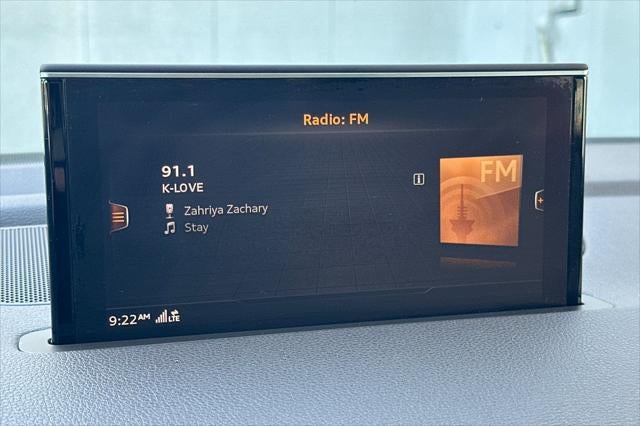 Radio: FM
91.1
K-LOVE
FM
Zahriya Zachary
Stay
9:22AM LTE